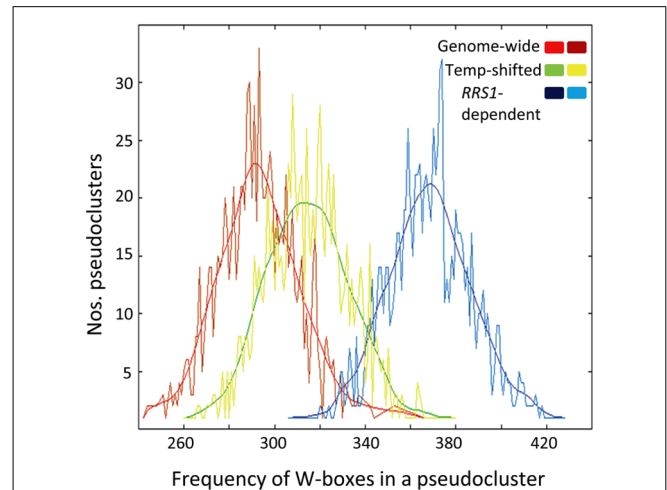 Genome-wide
Temp-shifted
RRS1-
dependent
30
25
20
15
10
5
Nos. pseudoclusters
260
300
340
380
420
Frequency of W-boxes in a pseudocluster